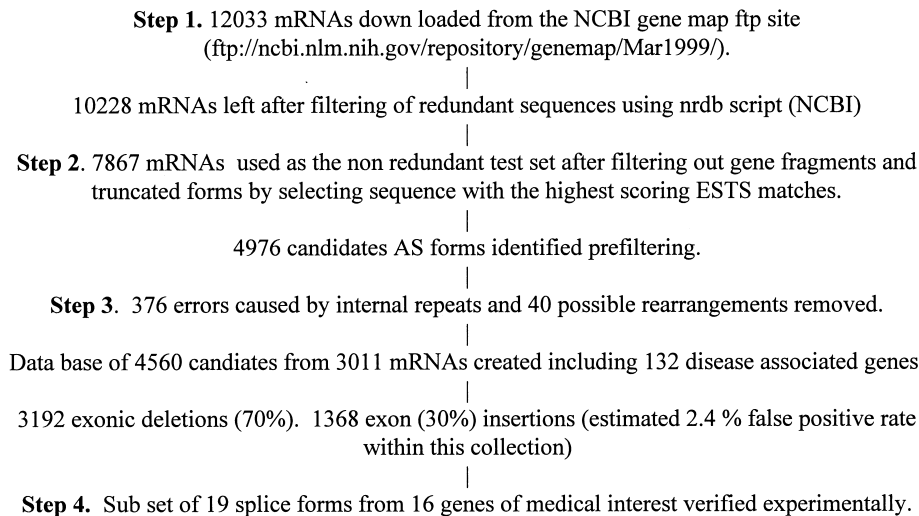 Step 1. 12033 mRNAs down loaded from the NCBI gene map ftp site
(ftp://ncbi.nlm.nih.gov/repository/genemap/Mar1999/).
10228 mRNAs left after filtering of redundant sequences using nrdb script (NCBI)
Step 2. 7867 mRNAs used as the non redundant test set after filtering out gene fragments and
truncated forms by selecting sequence with the highest scoring ESTS matches.
4976 candidates AS forms identified prefiltering.
Step 3. 376 errors caused by internal repeats and 40 possible rearrangements removed.
Data base of 4560 candiates from 3011 mRNAs created including 132 disease associated genes
3192 exonic deletions (70%). 1368 exon (30%) insertions (estimated 2.4 % false positive rate
within this collection)
Step 4. Sub set of 19 splice forms from 16 genes of medical interest verified experimentally.